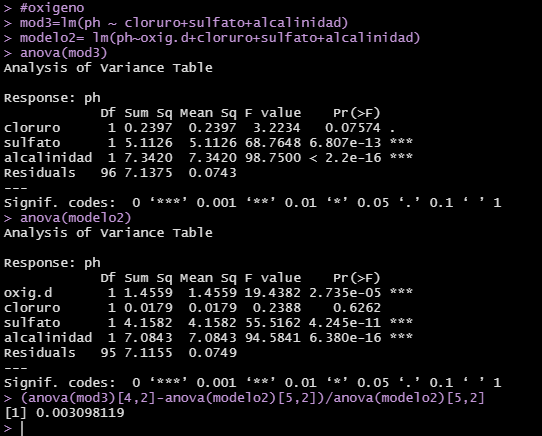 > #oxigeno
> mod3=lm(ph ~ cloruro+sulfato+alcalinidad)
> modelo2= lm(ph~oxig.d+cloruro+sulfato+alcalinidad)
> anova(mod3)
Analysis of Variance Table
Response: ph
Df Sum Sq Mean Sq F value Pr(>F)
cloruro 1 0.2397 0.2397 3.2234 0.07574 .
sulfato 1 5.1126 5.1126 68.7648 6.807e-13 ***
alcalinidad 1 7.3420 7.3420 98.7500 < 2.2e-16 ***
Residuals 96 7.1375 0.0743
---
Signif. codes: 0 ‘***’ 0.001 ‘**’ 0.01 ‘*’ 0.05 ‘.’ 0.1 ‘ ’ 1
> anova(modelo2)
Analysis of Variance Table
Response: ph
Df Sum Sq Mean Sq F value Pr(>F)
oxig.d 1 1.4559 1.4559 19.4382 2.735e-05 ***
cloruro 1 0.0179 0.0179 0.2388 0.6262
sulfato 1 4.1582 4.1582 55.5162 4.245e-11 ***
alcalinidad 1 7.0843 7.0843 94.5841 6.380e-16 ***
Residuals 95 7.1155 0.0749
---
Signif. codes: 0 ‘***’ 0.001 ‘**’ 0.01 ‘*’ 0.05 ‘.’ 0.1 ‘ ’ 1
> (anova(mod3)[4,2]-anova(modelo2)[5,2])/anova(modelo2)[5,2]
[1] 0.003098119
>